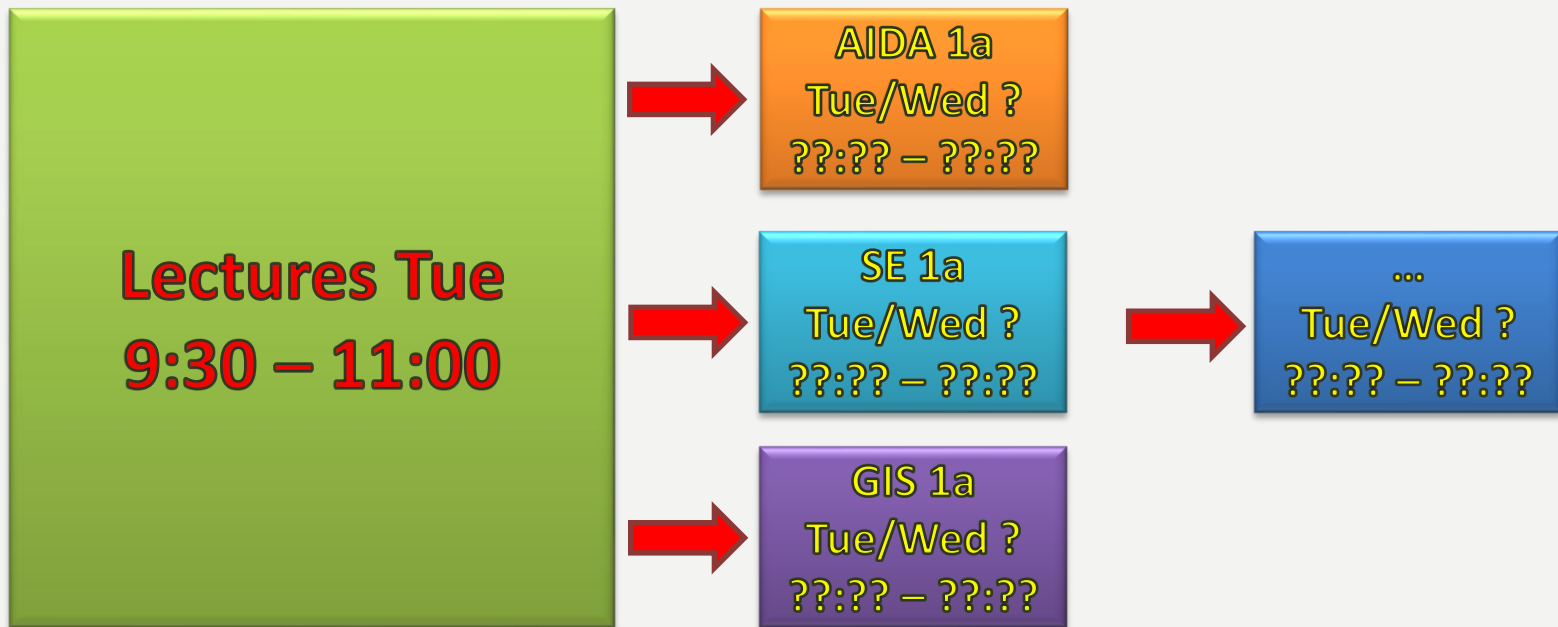 Lectures Tue
9:30 – 11:00
AIDA 1a
Tue/Wed ?
??:?? – ??:??
SE 1a
Tue/Wed ?
??:?? – ??:??
GIS 1a
Tue/Wed ?
??:?? – ??:??
...
Tue/Wed ?
??:?? – ??:??